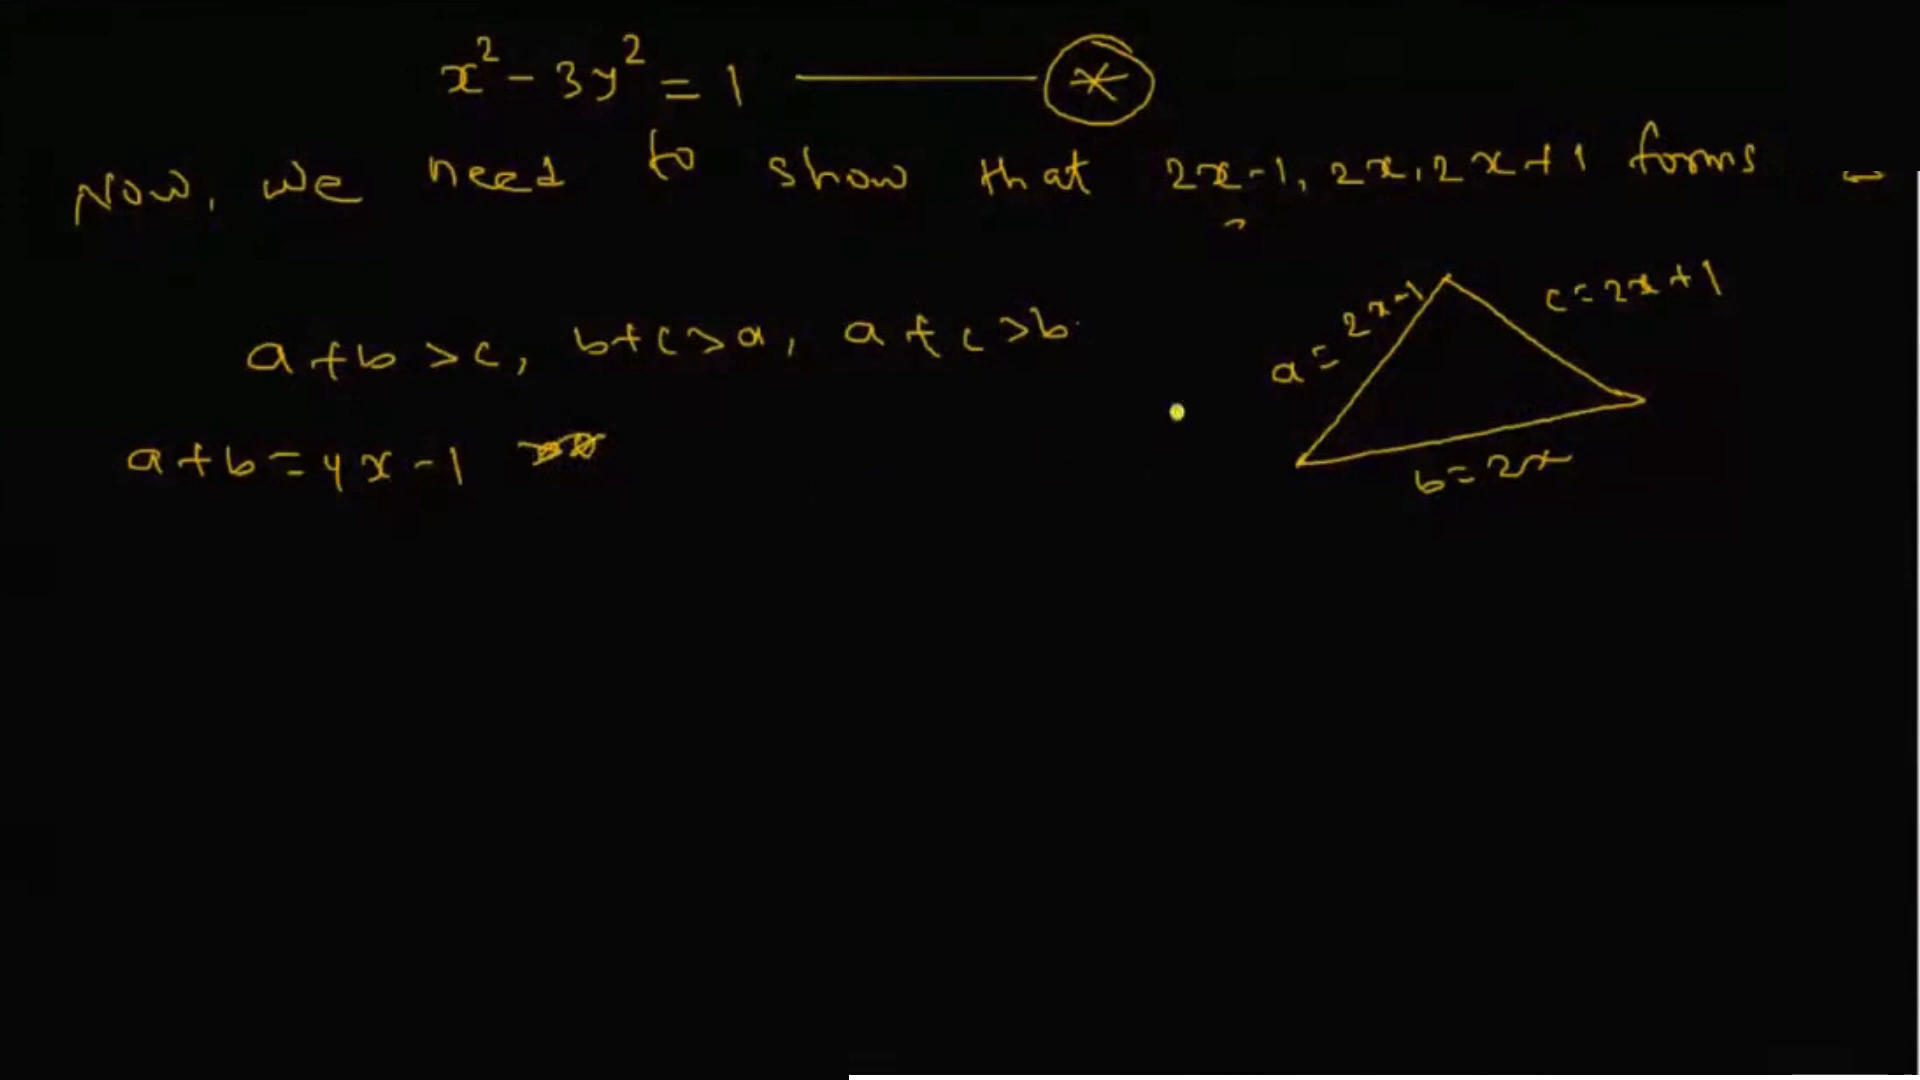 x² - 3y² = 1 ——— *
Now, we need to show that 2x-1, 2x, 2x+1 forms
a+b>c, b+c>a, a+c>b.
a=2x-1
c=2x+1
b=2x
a+b=4x-1